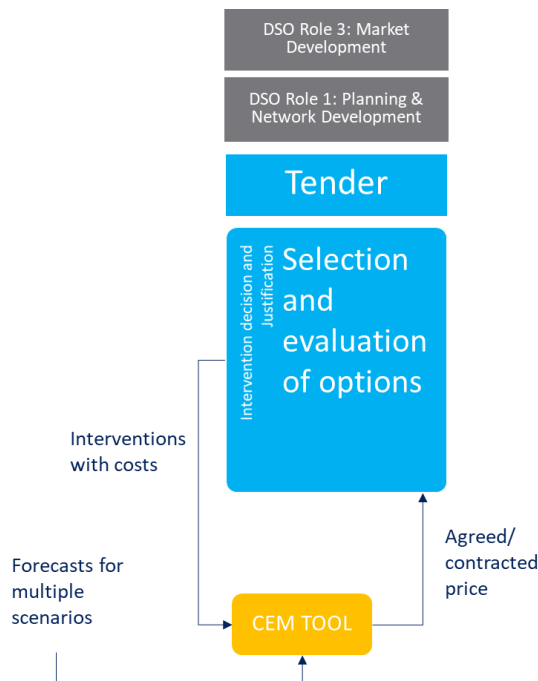 DSO Role 3: Market
Development
DSO Role 1: Planning &
Network Development
Tender
Intervention decision and
Justification
Selection
and
evaluation
of options
Interventions
with costs
Agreed/
contracted
price
Forecasts for
multiple
scenarios
CEM TOOL